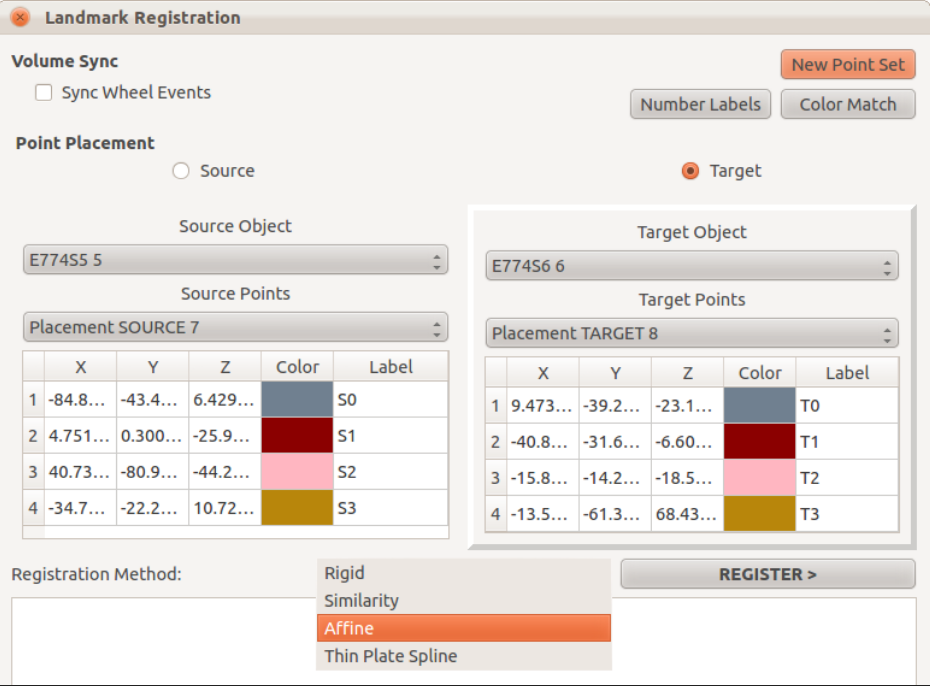 Landmark Registration
Volume Sync
New Point Set
Sync Wheel Events
Number Labels
Color Match
Point Placement
Source
Target
Source Object
E774S5 5
Source Points
Placement SOURCE 7
X Y Z Color Label
1 -84.8... -43.4... 6.429... S0
2 4.751... 0.300... -25.9... S1
3 40.73... -80.9... -44.2... S2
4 -34.7... -22.2... 10.72... S3
Target Object
E774S6 6
Target Points
Placement TARGET 8
X Y Z Color Label
1 9.473... -39.2... -23.1... T0
2 -40.8... -31.6... -6.60... T1
3 -15.8... -14.2... -18.5... T2
4 -13.5... -61.3... 68.43... T3
Registration Method:
Rigid
Similarity
Affine
Thin Plate Spline
REGISTER >